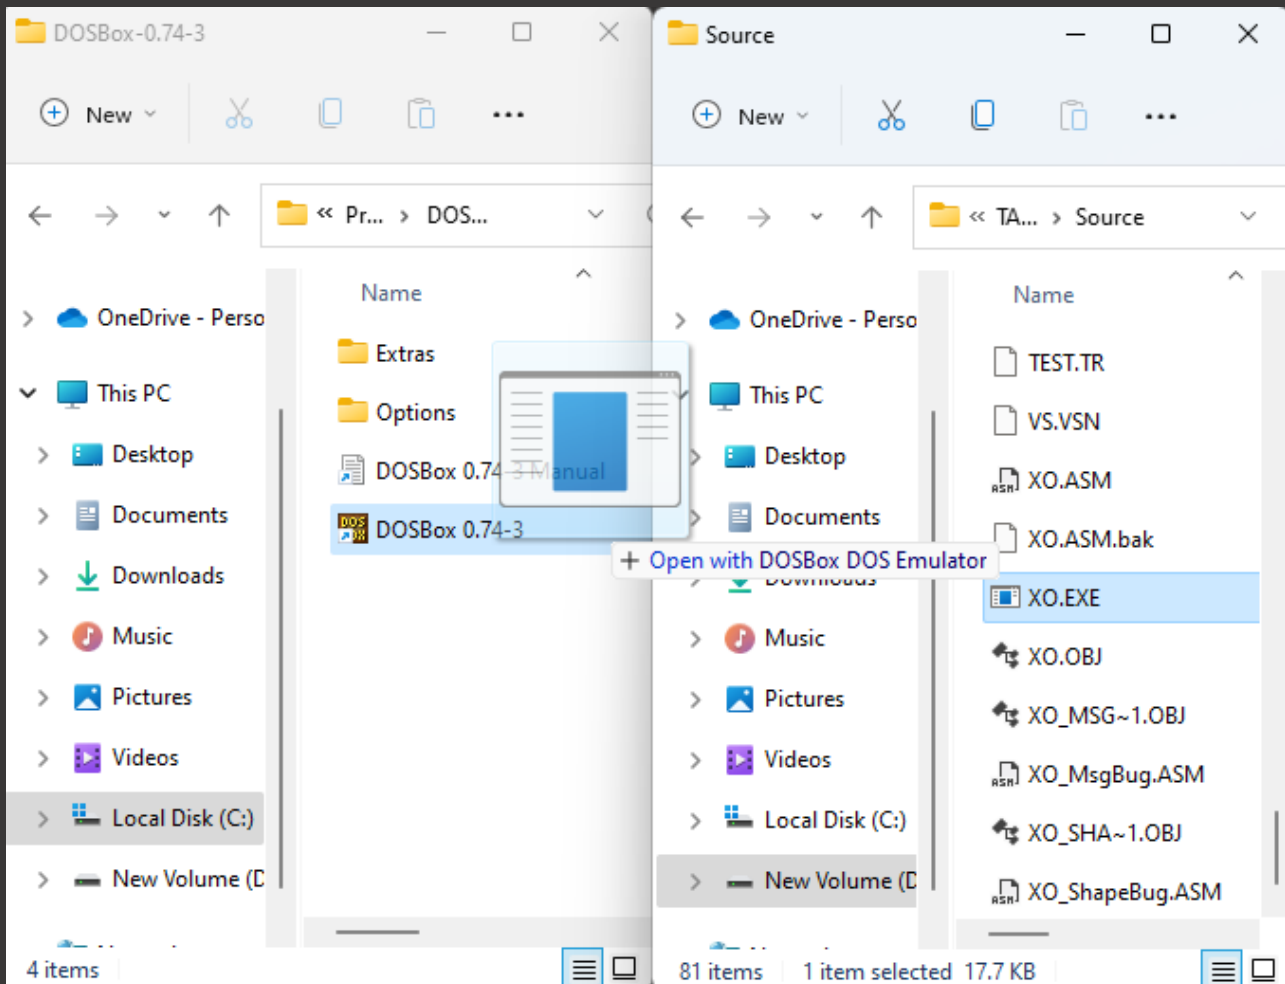 DOSBox-0.74-3
New
Pr... › DOS...
Name
OneDrive - Perso
Extras
This PC
Options
Desktop
DOSBox 0.74-3 Manual
Documents
DOSBox 0.74-3
Downloads
Music
Pictures
Videos
Local Disk (C:)
New Volume (D
4 items
+ Open with DOSBox DOS Emulator
Source
New
TA... › Source
Name
OneDrive - Perso
TEST.TR
This PC
VS.VSN
Desktop
XO.ASM
Documents
XO.ASM.bak
Downloads
XO.EXE
Music
XO.OBJ
Pictures
XO_MSG~1.OBJ
Videos
XO_MsgBug.ASM
Local Disk (C:)
XO_SHA~1.OBJ
New Volume (D
XO_ShapeBug.ASM
81 items
1 item selected 17.7 KB